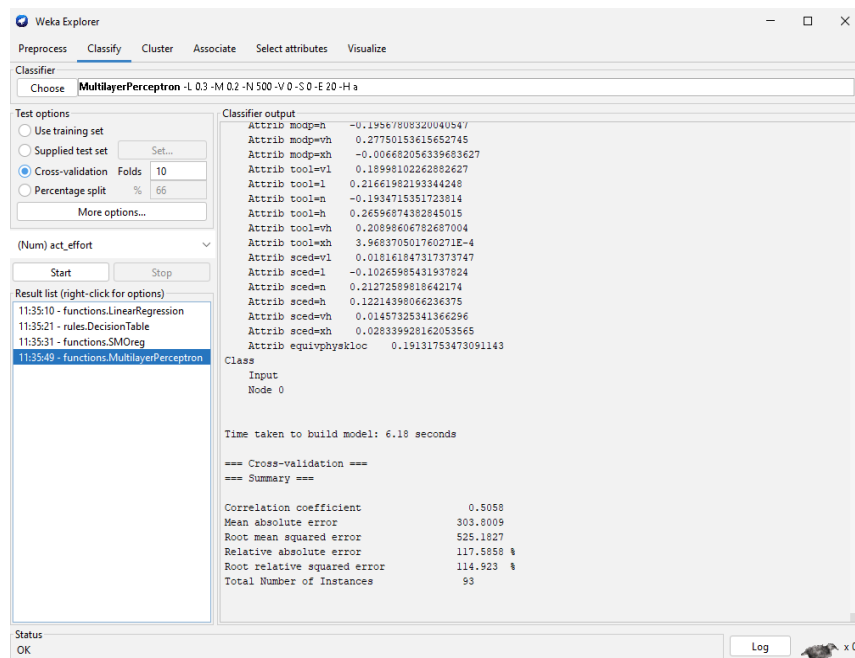 Weka Explorer
Preprocess Classify Cluster Associate Select attributes Visualize
Classifier
Choose MultilayerPerceptron -L 0.3 -M 0.2 -N 500 -V 0 -S 0 -E 20 -H a
Test options
Use training set
Supplied test set Set...
Cross-validation Folds 10
Percentage split % 66
More options...
(Num) act_effort
Start Stop
Result list (right-click for options)
11:35:10 - functions.LinearRegression
11:35:21 - rules.DecisionTable
11:35:31 - functions.SMOreg
11:35:49 - functions.MultilayerPerceptron
Classifier output
Attrib modp=h -0.19567808320040547
Attrib modp=vh 0.27750153615652745
Attrib modp=xh -0.006682056339683627
Attrib tool=vl 0.18998102262882627
Attrib tool=l 0.21661982193344248
Attrib tool=n -0.1934715351723814
Attrib tool=h 0.26596874382845015
Attrib tool=vh 0.20898606782687004
Attrib tool=xh 3.968370501760271E-4
Attrib sced=vl 0.018161847317373747
Attrib sced=l -0.10265985431937824
Attrib sced=n 0.21272589818642174
Attrib sced=h 0.12214398066236375
Attrib sced=vh 0.01457325341366296
Attrib sced=xh 0.028339928162053565
Attrib equivphyskloc 0.19131753473091143
Class
Input
Node 0
Time taken to build model: 6.18 seconds
=== Cross-validation ===
=== Summary ===
Correlation coefficient 0.5058
Mean absolute error 303.8009
Root mean squared error 525.1827
Relative absolute error 117.5858 %
Root relative squared error 114.923 %
Total Number of Instances 93
Status
OK
Log
x 0